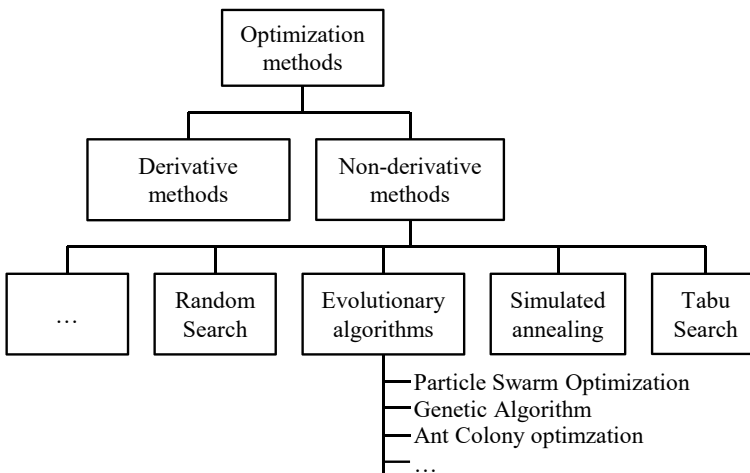 Optimization
methods
Derivative
methods
Non-derivative
methods
…
Random
Search
Evolutionary
algorithms
Simulated
annealing
Tabu
Search
Particle Swarm Optimization
Genetic Algorithm
Ant Colony optimzation
…